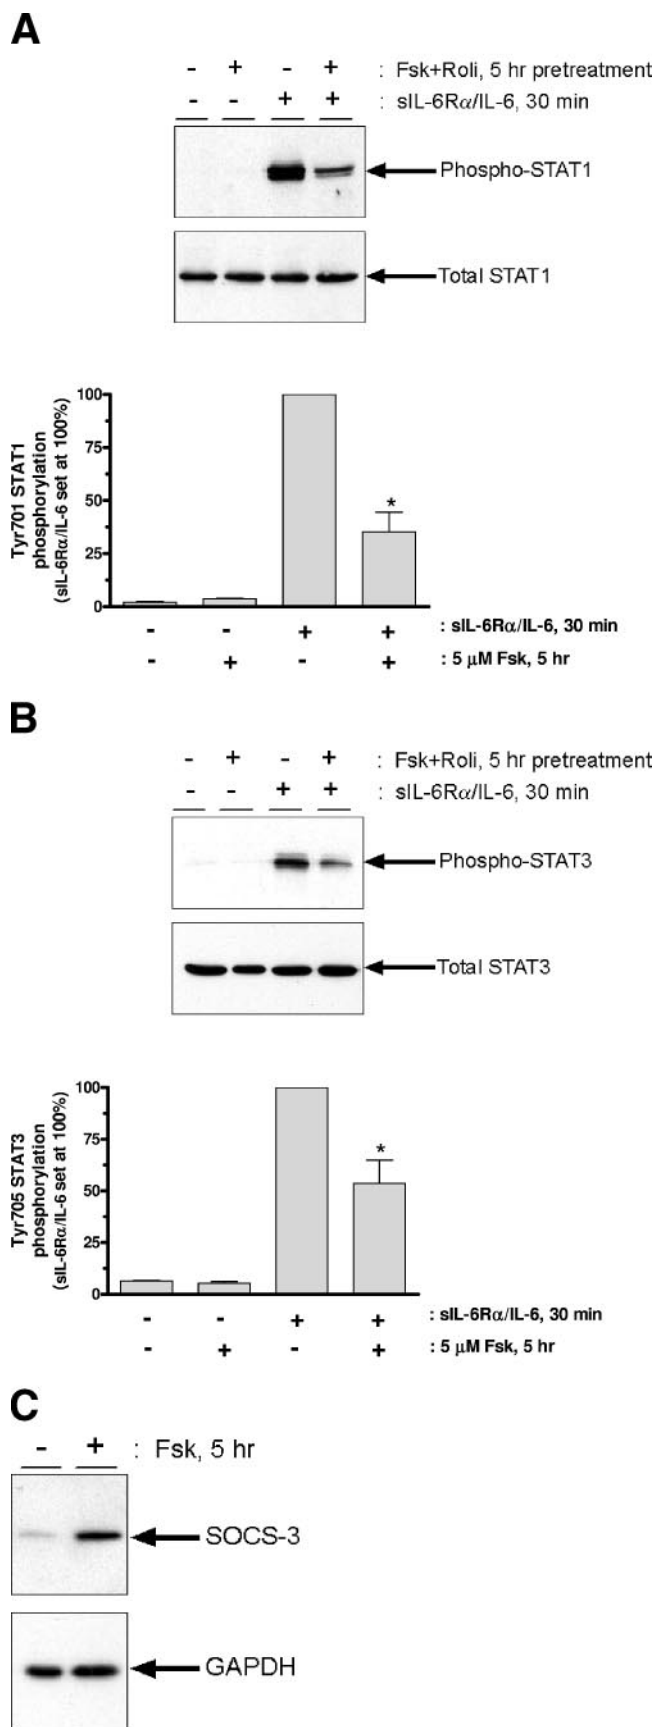 A
- + - + : Fsk+Roli, 5 hr pretreatment
- - + + : sIL-6Rα/IL-6, 30 min
Phospho-STAT1
Total STAT1
Tyr701 STAT1
phosphorylation
(sIL-6Rα/IL-6 set at 100%)
100
75
50
25
0
*
- - + + : sIL-6Rα/IL-6, 30 min
- + - + : 5 μM Fsk, 5 hr
B
- + - + : Fsk+Roli, 5 hr pretreatment
- - + + : sIL-6Rα/IL-6, 30 min
Phospho-STAT3
Total STAT3
Tyr705 STAT3
phosphorylation
(sIL-6Rα/IL-6 set at 100%)
100
75
50
25
0
*
- - + + : sIL-6Rα/IL-6, 30 min
- + - + : 5 μM Fsk, 5 hr
C
- + : Fsk, 5 hr
SOCS-3
GAPDH